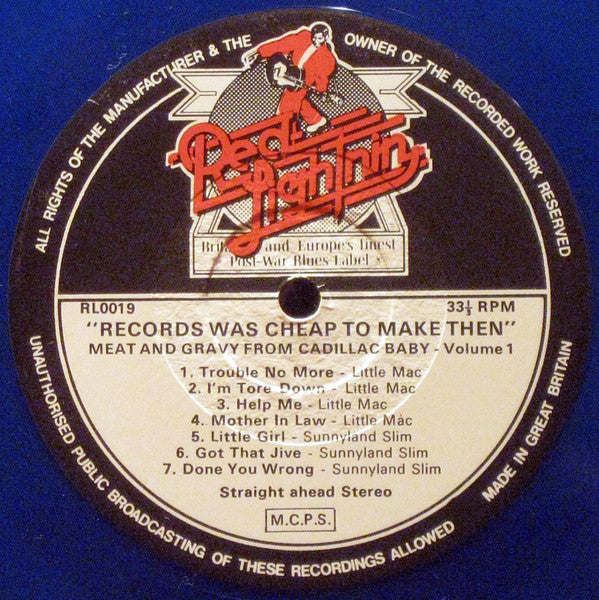 ALL RIGHTS OF THE MANUFACTURER & THE OWNER OF THE RECORDED WORK RESERVED
Red
Lightnin
and Europe's finest
Post-War Blues Label
RL0019
33⅓ RPM
"RECORDS WAS CHEAP TO MAKE THEN"
MEAT AND GRAVY FROM CADILLAC BABY - Volume 1
1. Trouble No More - Little Mac
2. I'm Tore Down - Little Mac
3. Help Me - Little Mac
4. Mother In Law - Little Mac
5. Little Girl - Sunnyland Slim
6. Got That Jive - Sunnyland Slim
7. Done You Wrong - Sunnyland Slim
Straight ahead Stereo
M.C.P.S.
UNAUTHORISED PUBLIC BROADCASTING OF THESE RECORDINGS ALLOWED
MADE IN GREAT BRITAIN